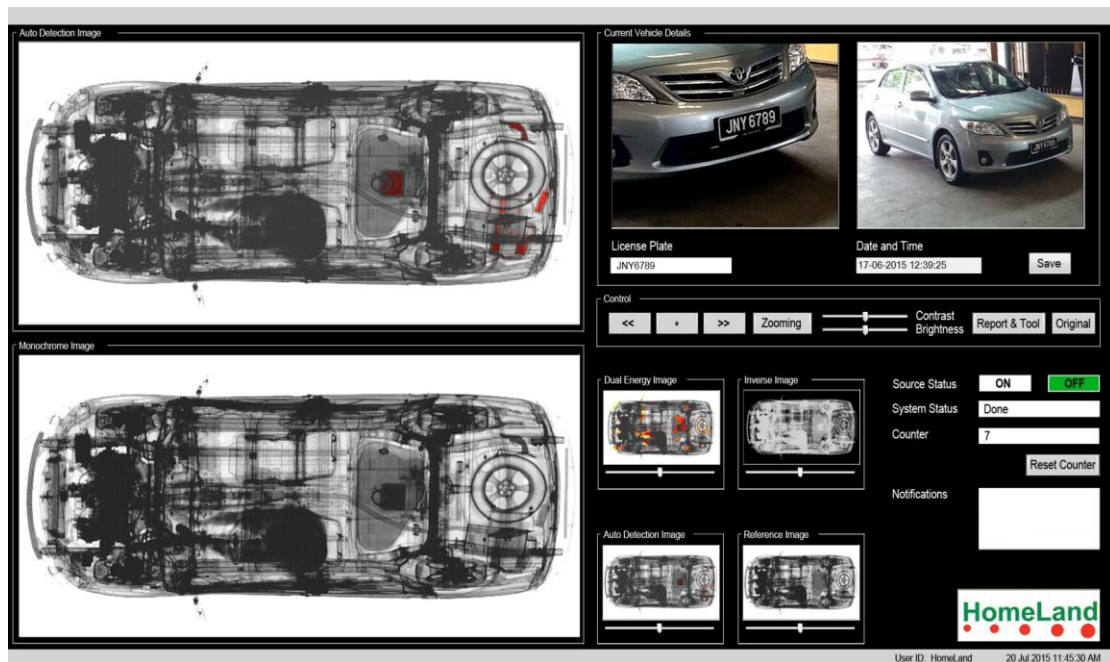 Auto Detection Image
Current Vehicle Details
JNY 6789
JNY 6789
License Plate
Date and Time
JNY6789
17-06-2015 12:39:25
Save
Control
<<
>>
Zooming
Contrast
Brightness
Report & Tool
Original
Monochrome Image
Dual Energy Image
Inverse Image
Source Status
ON
OFF
System Status
Done
Counter
7
Reset Counter
Notifications
Auto Detection Image
Reference Image
HomeLand
User ID: HomeLand
20 Jul 2015 11:45:30 AM